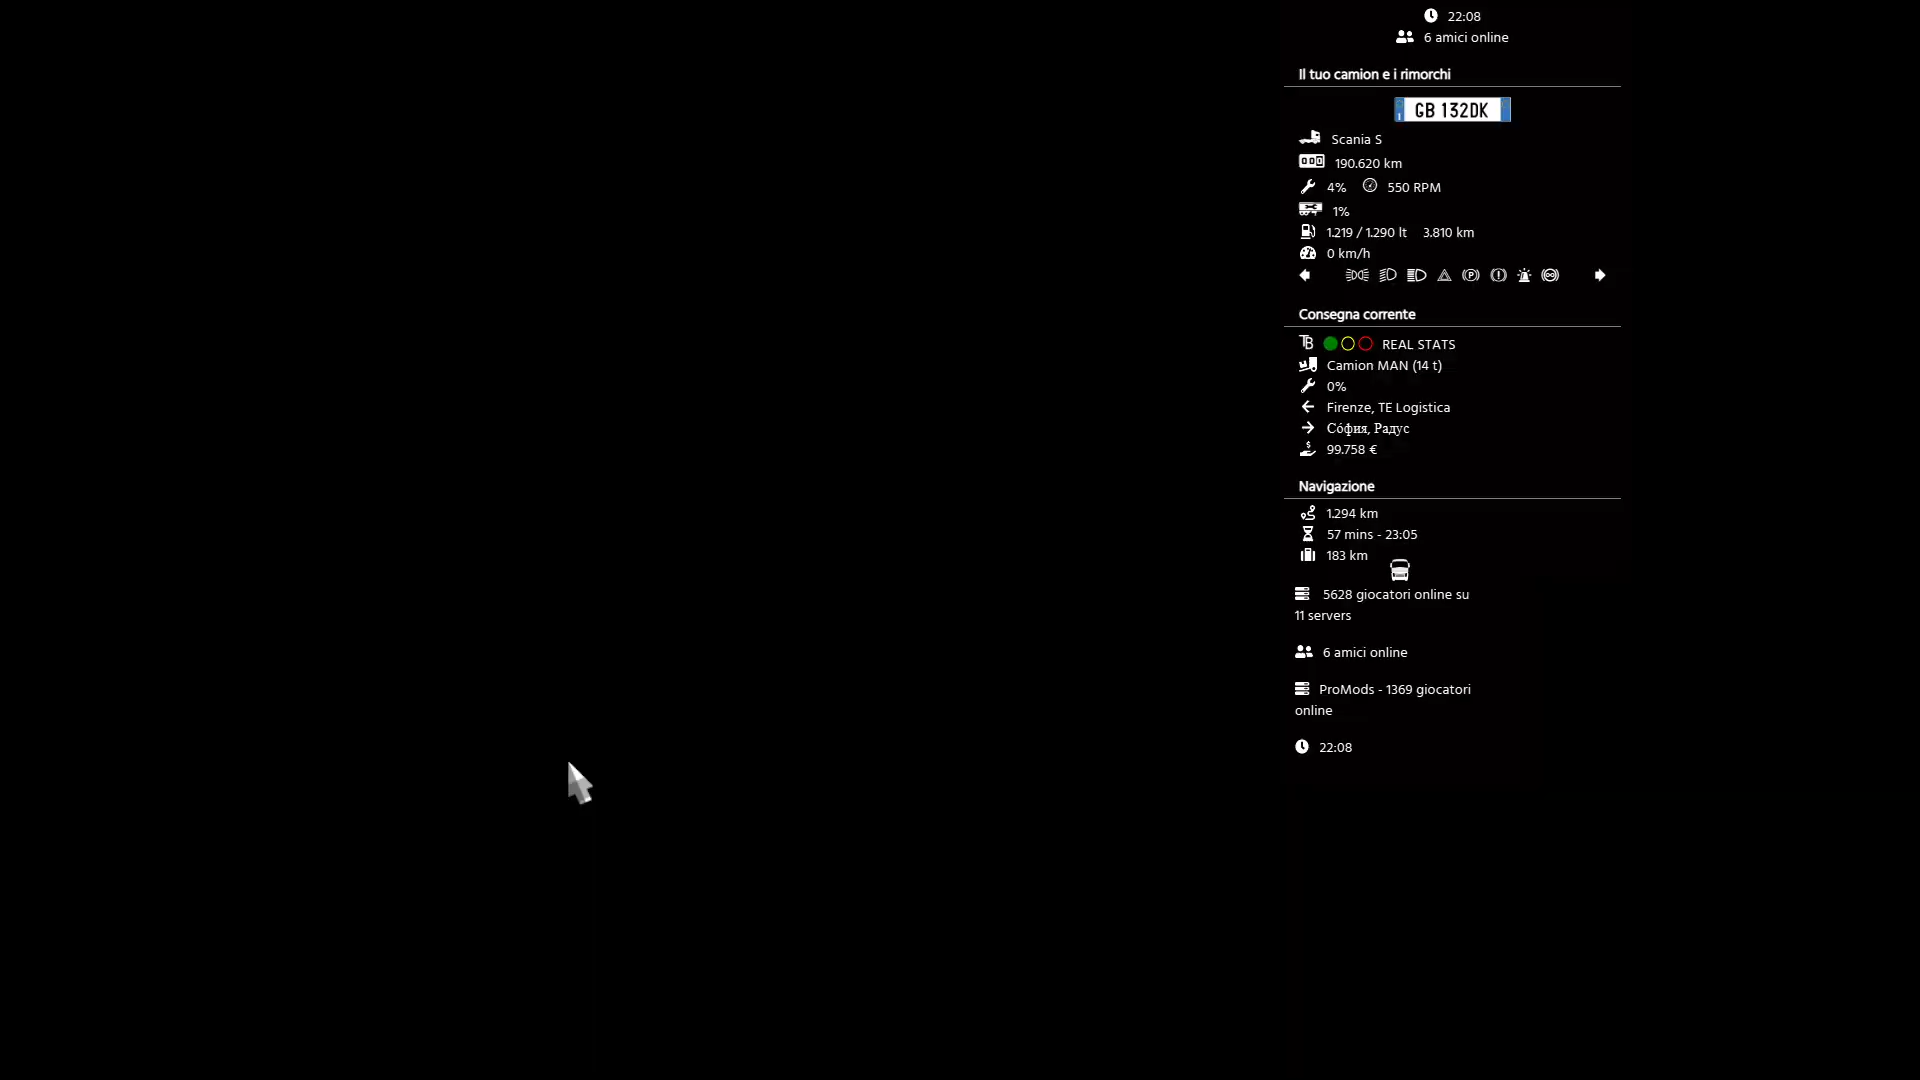 22:08
6 amici online
Il tuo camion e i rimorchi
GB 132DK
Scania S
190.620 km
4% 550 RPM
1%
1.219 / 1.290 lt 3.810 km
0 km/h
Consegna corrente
TB REAL STATS
Camion MAN (14 t)
0%
Firenze, TE Logistica
Со́фия, Радус
99.758 €
Navigazione
1.294 km
57 mins - 23:05
183 km
5628 giocatori online su
11 servers
6 amici online
ProMods - 1369 giocatori
online
22:08